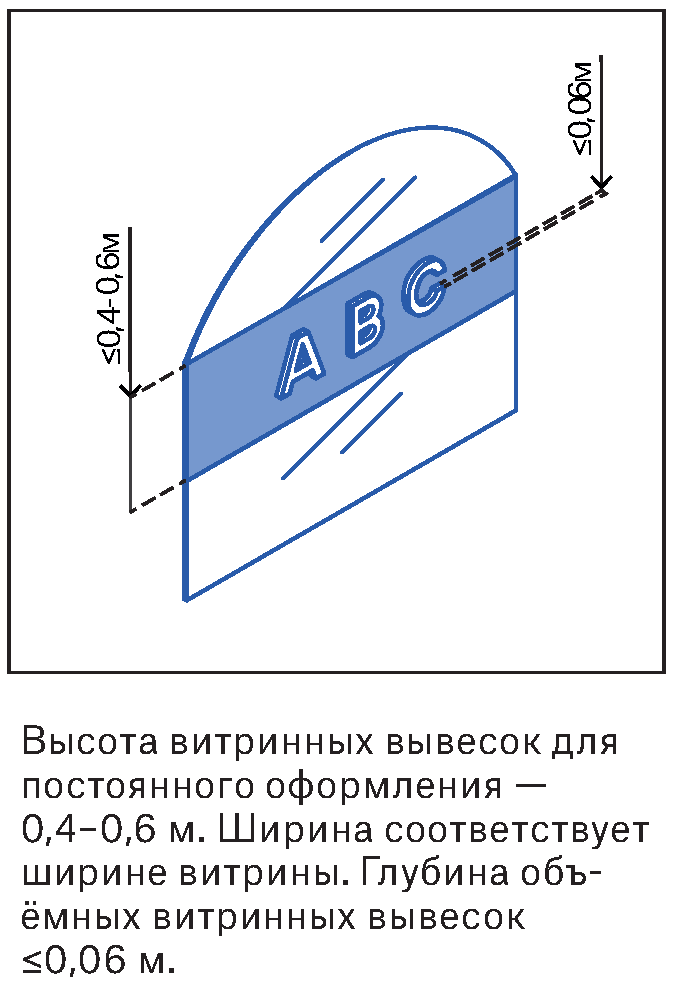 ≤0,06м
≤0,4-0,6м
A B C
Высота витринных вывесок для
постоянного оформления —
0,4–0,6 м. Ширина соответствует
ширине витрины. Глубина объ-
ёмных витринных вывесок
≤0,06 м.